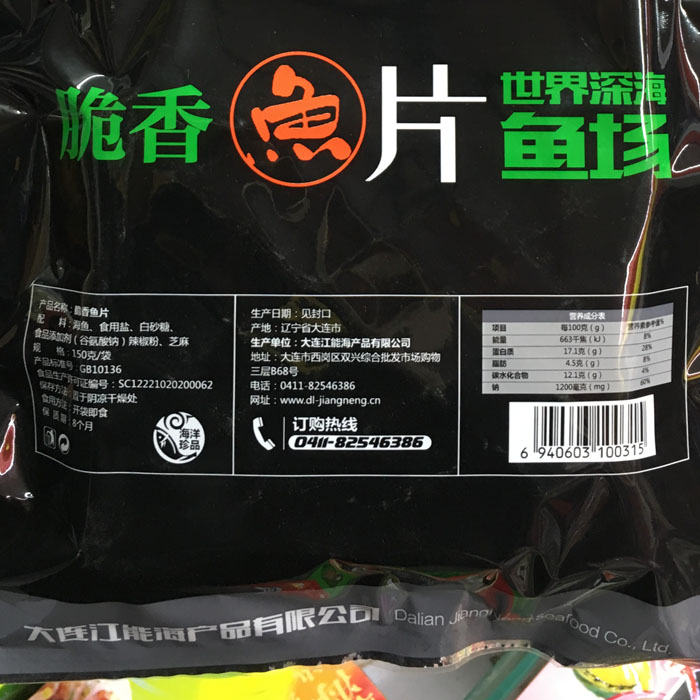 脆香魚片
世界深海
鱼场
产品名称：脆香鱼片
配 料：海鱼、食用盐、白砂糖、
食品添加剂（谷氨酸钠）辣椒粉、芝麻
规 格：150克/袋
产品标准号：GB10136
食品生产许可证编号：SC12221020200062
置于阴凉干燥处
食用方法：开袋即食
保 质 期：8个月
海洋
珍品
生产日期：见封口
产地：辽宁省大连市
生产单位：大连江能海产品有限公司
地址：大连市西岗区双兴综合批发市场购物
三层B68号
电话：0411-82546386
网址：www.dl-jiangneng.cn
订购热线
0411-82546386
营养成分表
项目 每100克(g) 营养素参考值%
能量 663千焦(kJ) 8%
蛋白质 17.1克(g) 28%
脂肪 4.5克(g) 8%
碳水化合物 12.1克(g) 4%
钠 1200毫克(mg) 60%
6 940603 100315
大连江能海产品有限公司 Dalian Seafood Co., Ltd.